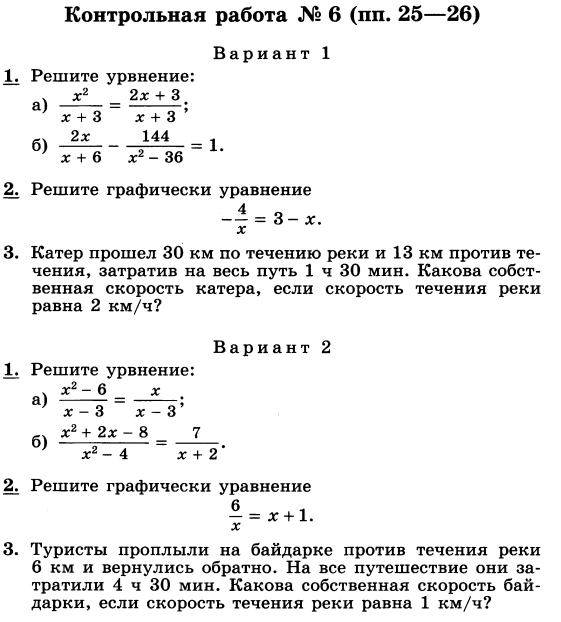 Контрольная работа № 6 (пп. 25—26)
Вариант 1
1. Решите урвнение:
а) x²/(x + 3) = (2x + 3)/(x + 3);
б) 2x/(x + 6) − 144/(x² − 36) = 1.
2. Решите графически уравнение
−4/x = 3 − x.
3. Катер прошел 30 км по течению реки и 13 км против те-
чения, затратив на весь путь 1 ч 30 мин. Какова собст-
венная скорость катера, если скорость течения реки
равна 2 км/ч?
Вариант 2
1. Решите урвнение:
а) (x² − 6)/(x − 3) = x/(x − 3);
б) (x² + 2x − 8)/(x² − 4) = 7/(x + 2).
2. Решите графически уравнение
6/x = x + 1.
3. Туристы проплыли на байдарке против течения реки
6 км и вернулись обратно. На все путешествие они за-
тратили 4 ч 30 мин. Какова собственная скорость бай-
дарки, если скорость течения реки равна 1 км/ч?